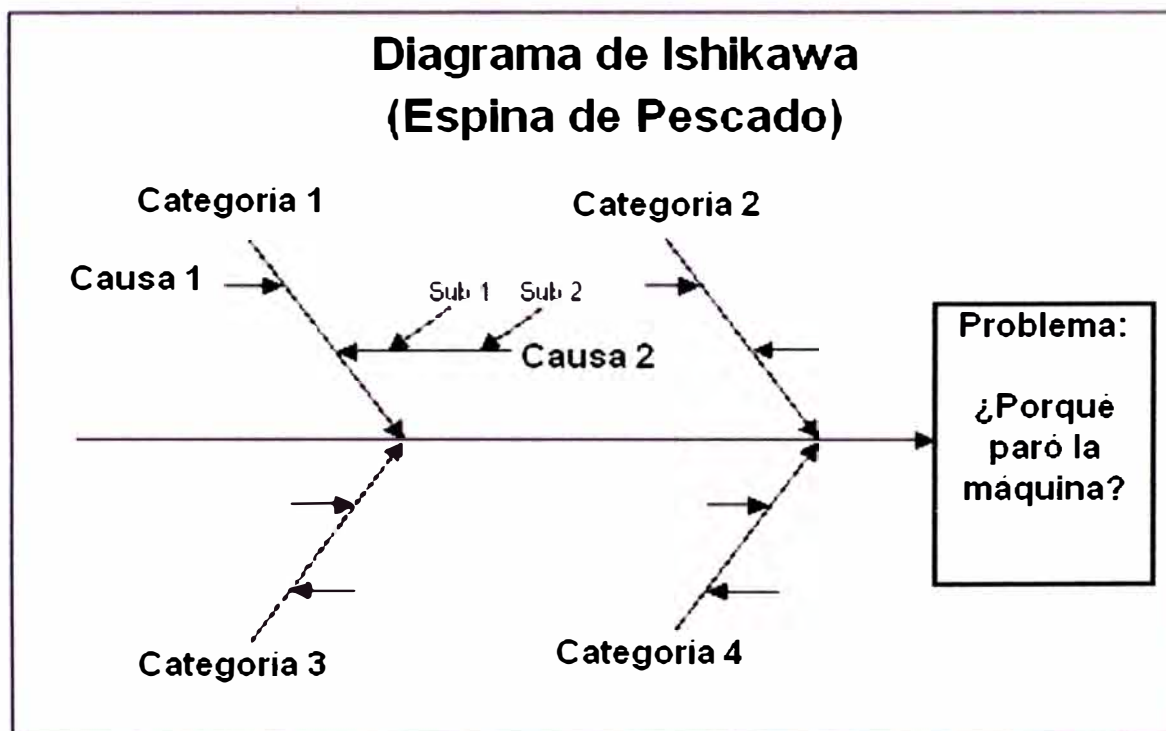 Diagrama de Ishikawa
(Espina de Pescado)
Categoria 1
Categoria 2
Causa 1
Sub 1
Sub 2
Causa 2
Problema:
¿Porqué
paró la
máquina?
Categoria 3
Categoria 4